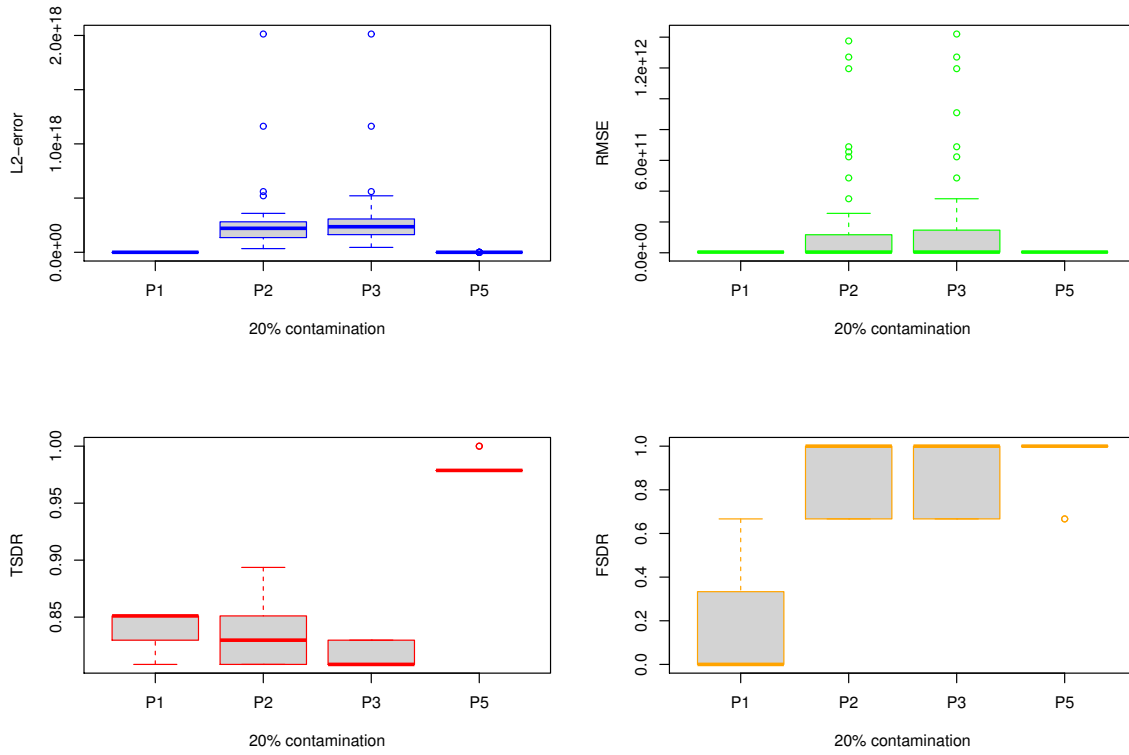 L2−error
2.0e+18
1.0e+18
0.0e+00
P1 P2 P3 P5
20% contamination
RMSE
1.2e+12
6.0e+11
0.0e+00
P1 P2 P3 P5
20% contamination
TSDR
1.00
0.95
0.90
0.85
P1 P2 P3 P5
20% contamination
FSDR
1.0
0.8
0.6
0.4
0.2
0.0
P1 P2 P3 P5
20% contamination